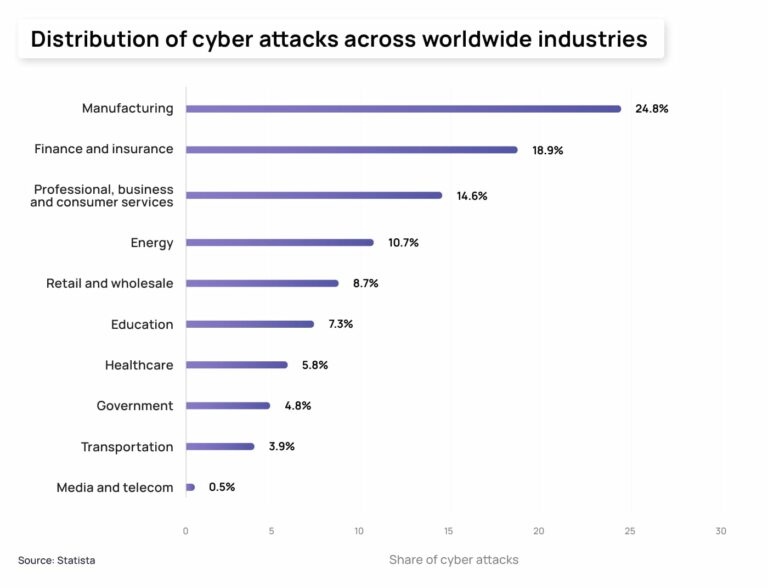 Distribution of cyber attacks across worldwide industries
Manufacturing 24.8%
Finance and insurance 18.9%
Professional, business
and consumer services 14.6%
Energy 10.7%
Retail and wholesale 8.7%
Education 7.3%
Healthcare 5.8%
Government 4.8%
Transportation 3.9%
Media and telecom 0.5%
0 5 10 15 20 25 30
Source: Statista Share of cyber attacks